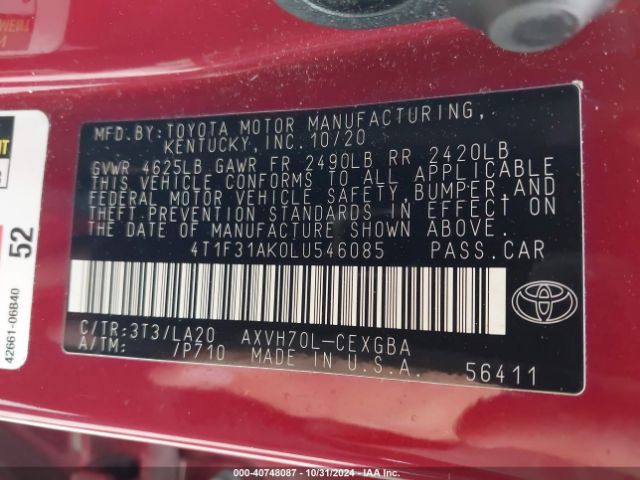 MFD.BY:TOYOTA MOTOR MANUFACTURING,
KENTUCKY,INC.10/20
GVWR 4625LB GAWR FR 2490LB RR 2420LB
THIS VEHICLE CONFORMS TO ALL APPLICABLE
FEDERAL MOTOR VEHICLE SAFETY,BUMPER,AND
THEFT PREVENTION STANDARDS IN EFFECT ON
THE DATE OF MANUFACTURE SHOWN ABOVE.
4T1F31AK0LU546085 PASS.CAR
C/TR:3T3/LA20 AXVH70L-CEXGBA
A/TM: /P710 MADE IN U.S.A. 56411
52
42661-06B40
000-40748087 - 10/31/2024 - IAA Inc.